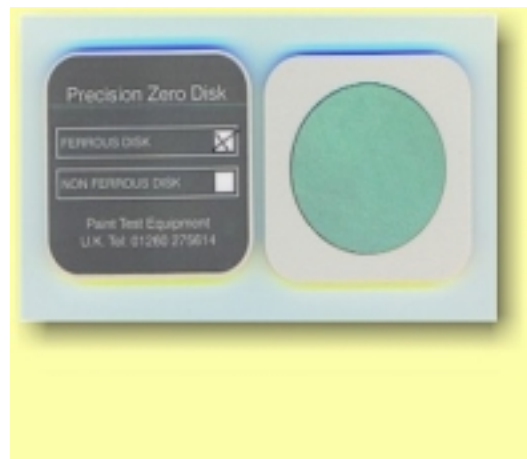 Precision Zero Disk
FERROUS DISK
NON FERROUS DISK
Paint Test Equipment
U.K. Tel: 01260 275614